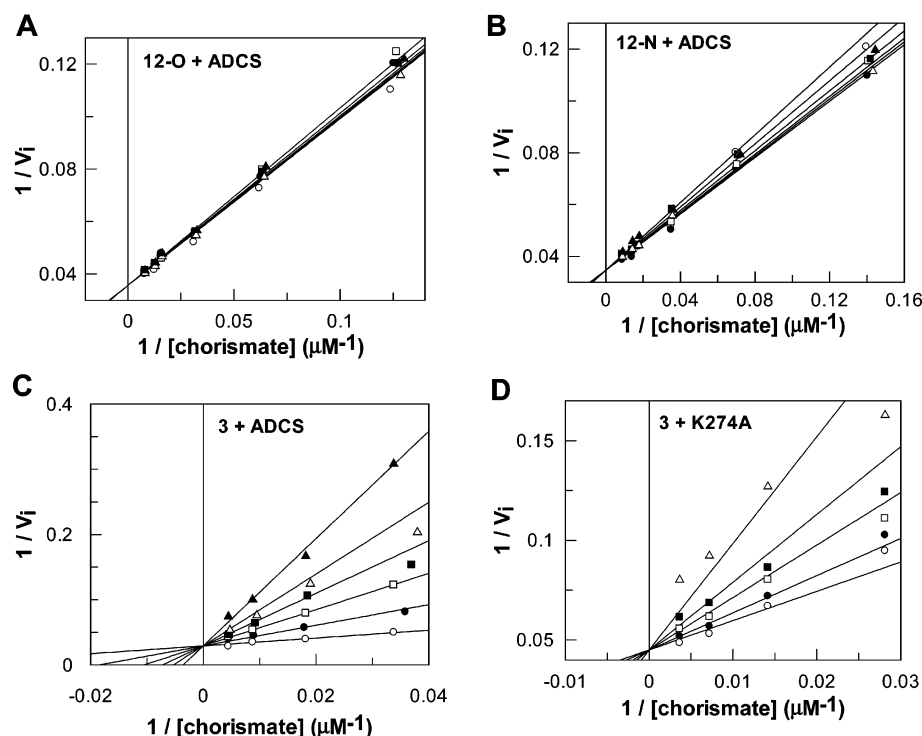 A
12-O + ADCS
0.12
0.08
0.04
1 / Vi
0
0.05
0.1
1 / [chorismate] (μM-1)
B
12-N + ADCS
0.12
0.08
0.04
1 / Vi
0
0.04
0.08
0.12
0.16
1 / [chorismate] (μM-1)
C
3 + ADCS
0.4
0.2
0
1 / Vi
-0.02
0
0.02
0.04
1 / [chorismate] (μM-1)
D
3 + K274A
0.15
0.1
0.05
1 / Vi
-0.01
0
0.01
0.02
0.03
1 / [chorismate] (μM-1)